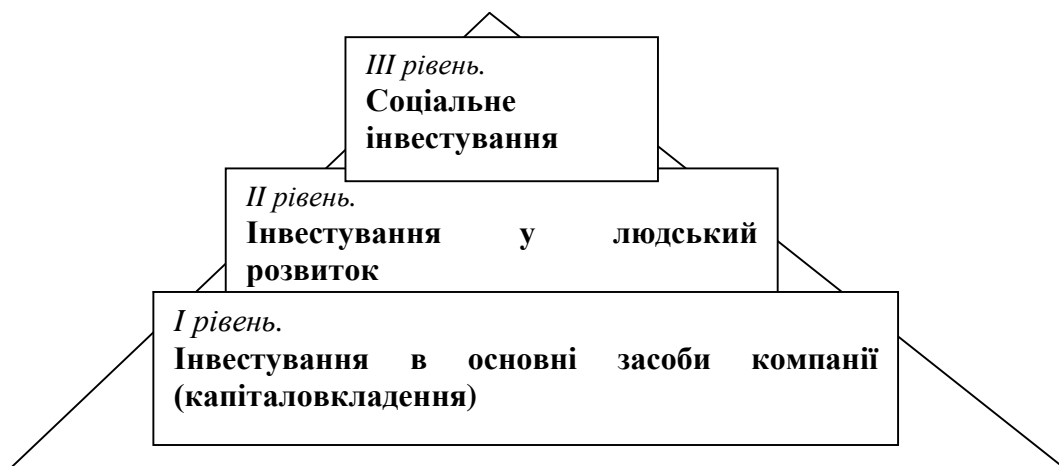 III рівень.
Соціальне
інвестування
II рівень.
Інвестування у людський
розвиток
I рівень.
Інвестування в основні засоби компанії
(капіталовкладення)